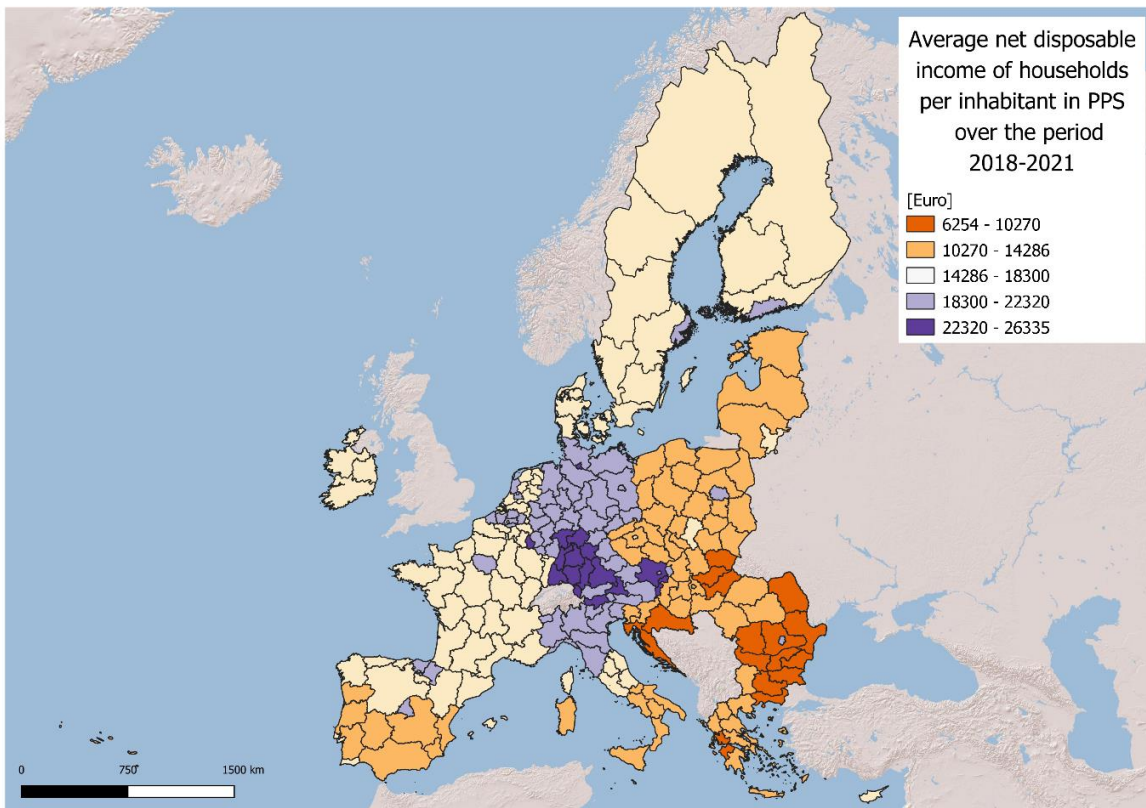 Average net disposable
income of households
per inhabitant in PPS
over the period
2018-2021
[Euro]
6254 - 10270
10270 - 14286
14286 - 18300
18300 - 22320
22320 - 26335
0 750 1500 km